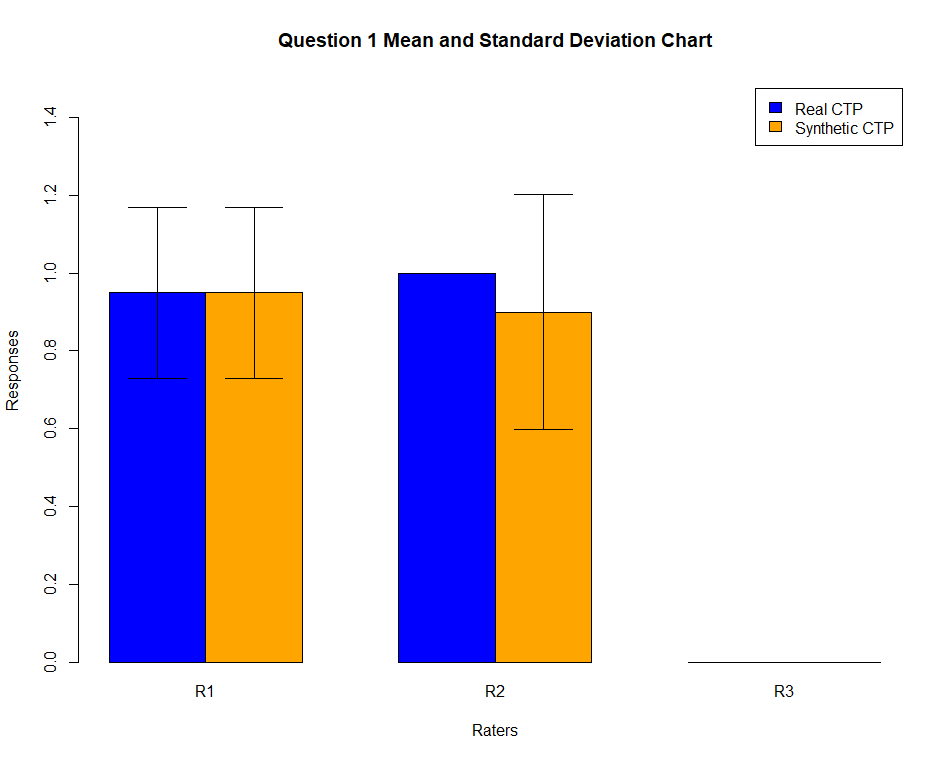 Question 1 Mean and Standard Deviation Chart
Real CTP
Synthetic CTP
1.4
1.2
1.0
0.8
0.6
0.4
0.2
0.0
Responses
R1
R2
R3
Raters